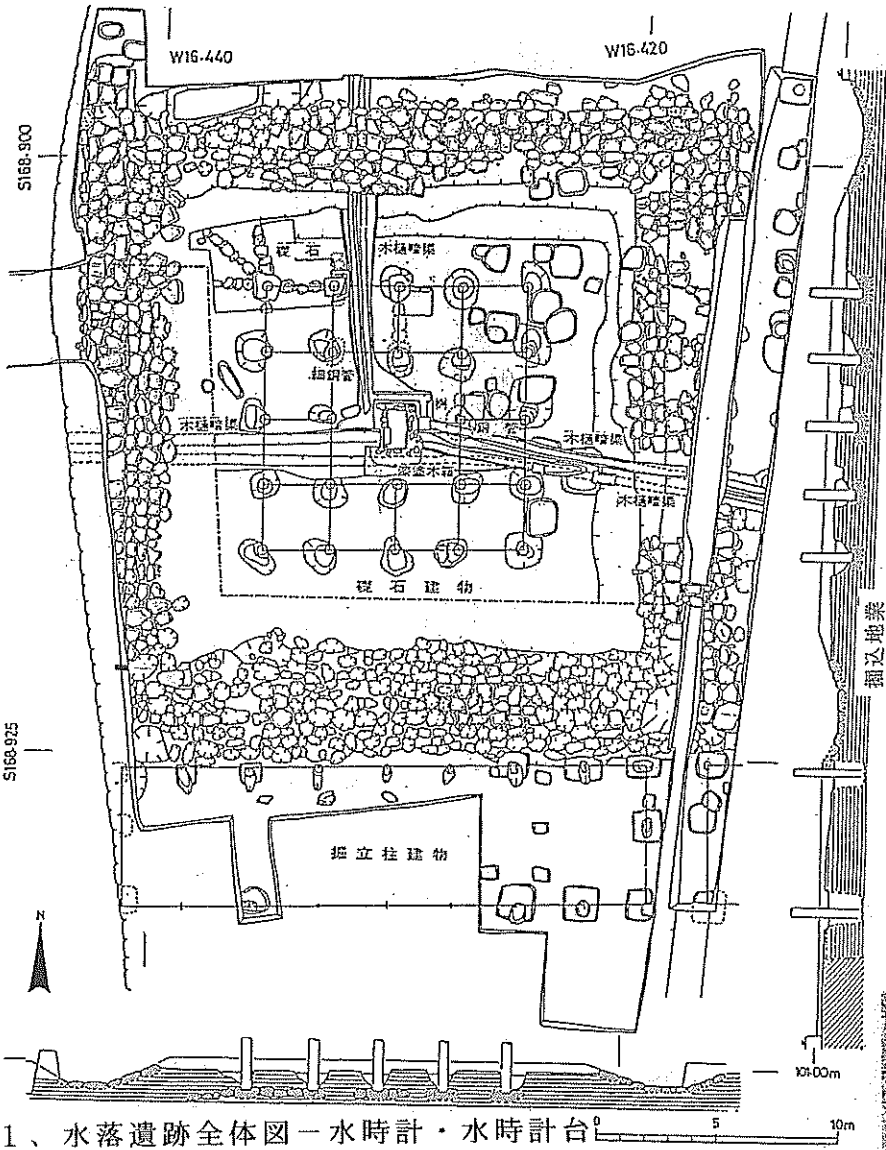 W16・440
W16・420
S168・900
礎石
木樋暗渠
細銅管
木樋暗渠
木樋暗渠
漆塗木箱
木樋暗渠
礎石建物
掘込地業
S168・925
掘立柱建物
N
101・00m
1、水落遺跡全体図－水時計・水時計台
0 5 10m